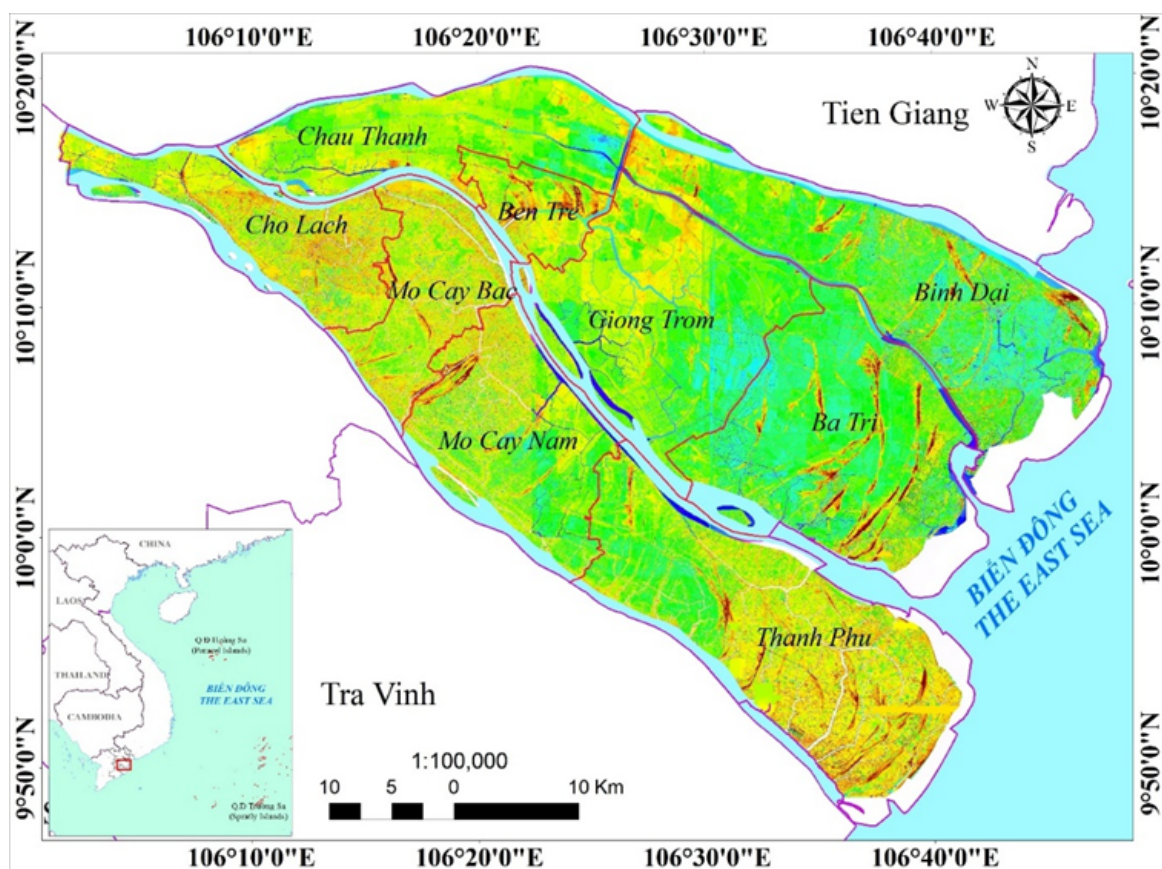 106°10'0"E
106°20'0"E
106°30'0"E
106°40'0"E
10°20'0"N
10°20'0"N
N
W
E
S
Tien Giang
Chau Thanh
Ben Tre
Cho Lach
Mo Cay Bac
Giong Trom
Binh Dai
10°10'0"N
10°10'0"N
Ba Tri
Mo Cay Nam
10°0'0"N
10°0'0"N
BIỂN ĐÔNG
THE EAST SEA
Thanh Phu
Tra Vinh
CHINA
LAOS
THAILAND
CAMBODIA
Q.Đ Hoàng Sa
(Paracel Islands)
BIỂN ĐÔNG
THE EAST SEA
Q.Đ Trường Sa
(Spratly Islands)
1:100,000
10
5
0
10 Km
9°50'0"N
9°50'0"N
106°10'0"E
106°20'0"E
106°30'0"E
106°40'0"E